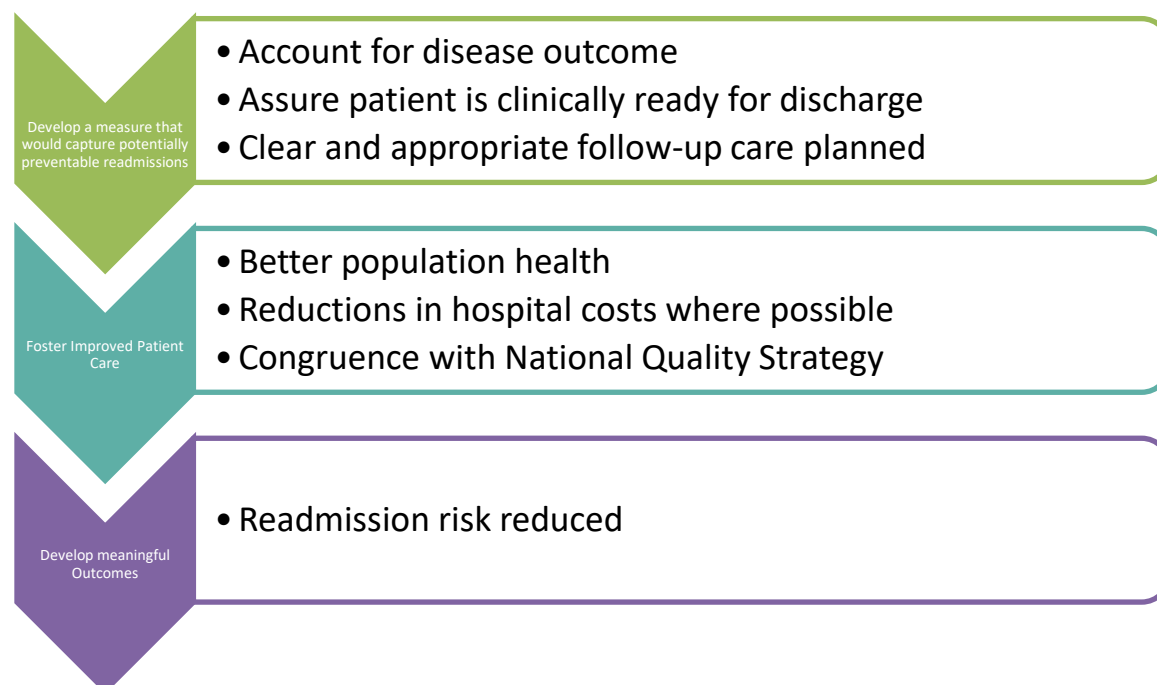 Develop a measure that
would capture potentially
preventable readmissions
• Account for disease outcome
• Assure patient is clinically ready for discharge
• Clear and appropriate follow-up care planned
Foster Improved Patient
Care
• Better population health
• Reductions in hospital costs where possible
• Congruence with National Quality Strategy
Develop meaningful
Outcomes
• Readmission risk reduced